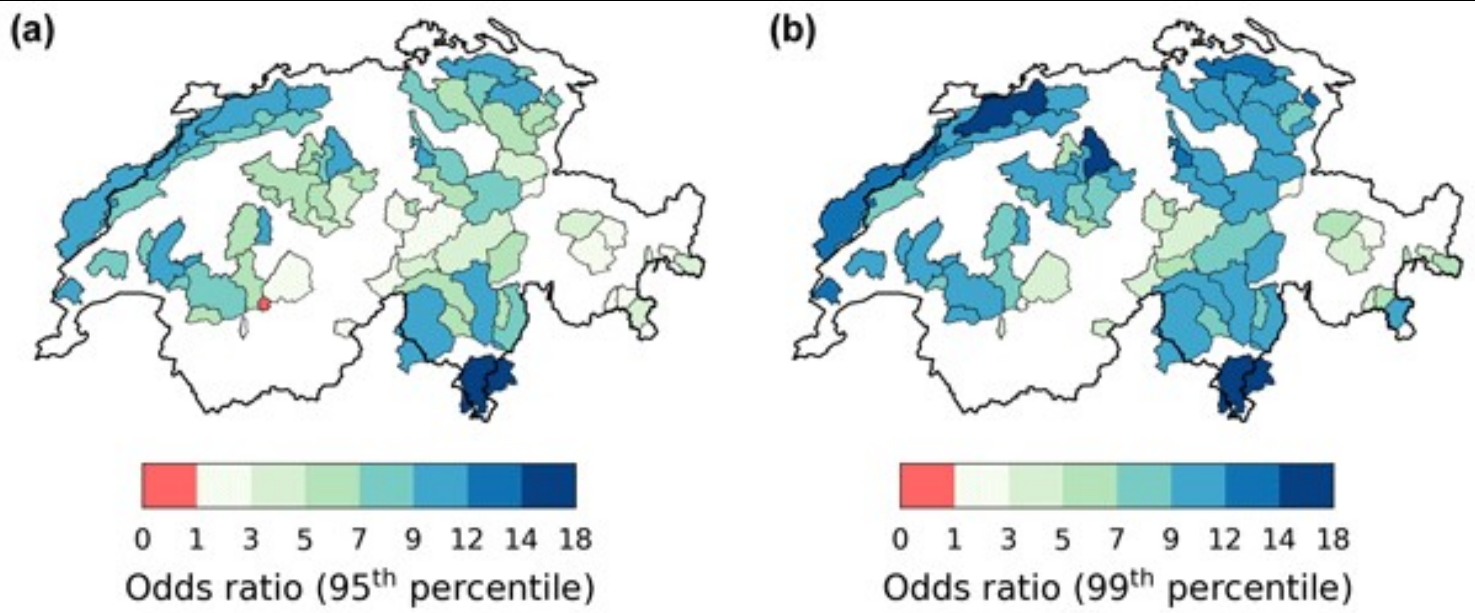 (a) (b)
0 1 3 5 7 9 12 14 18
Odds ratio (95th percentile)
0 1 3 5 7 9 12 14 18
Odds ratio (99th percentile)